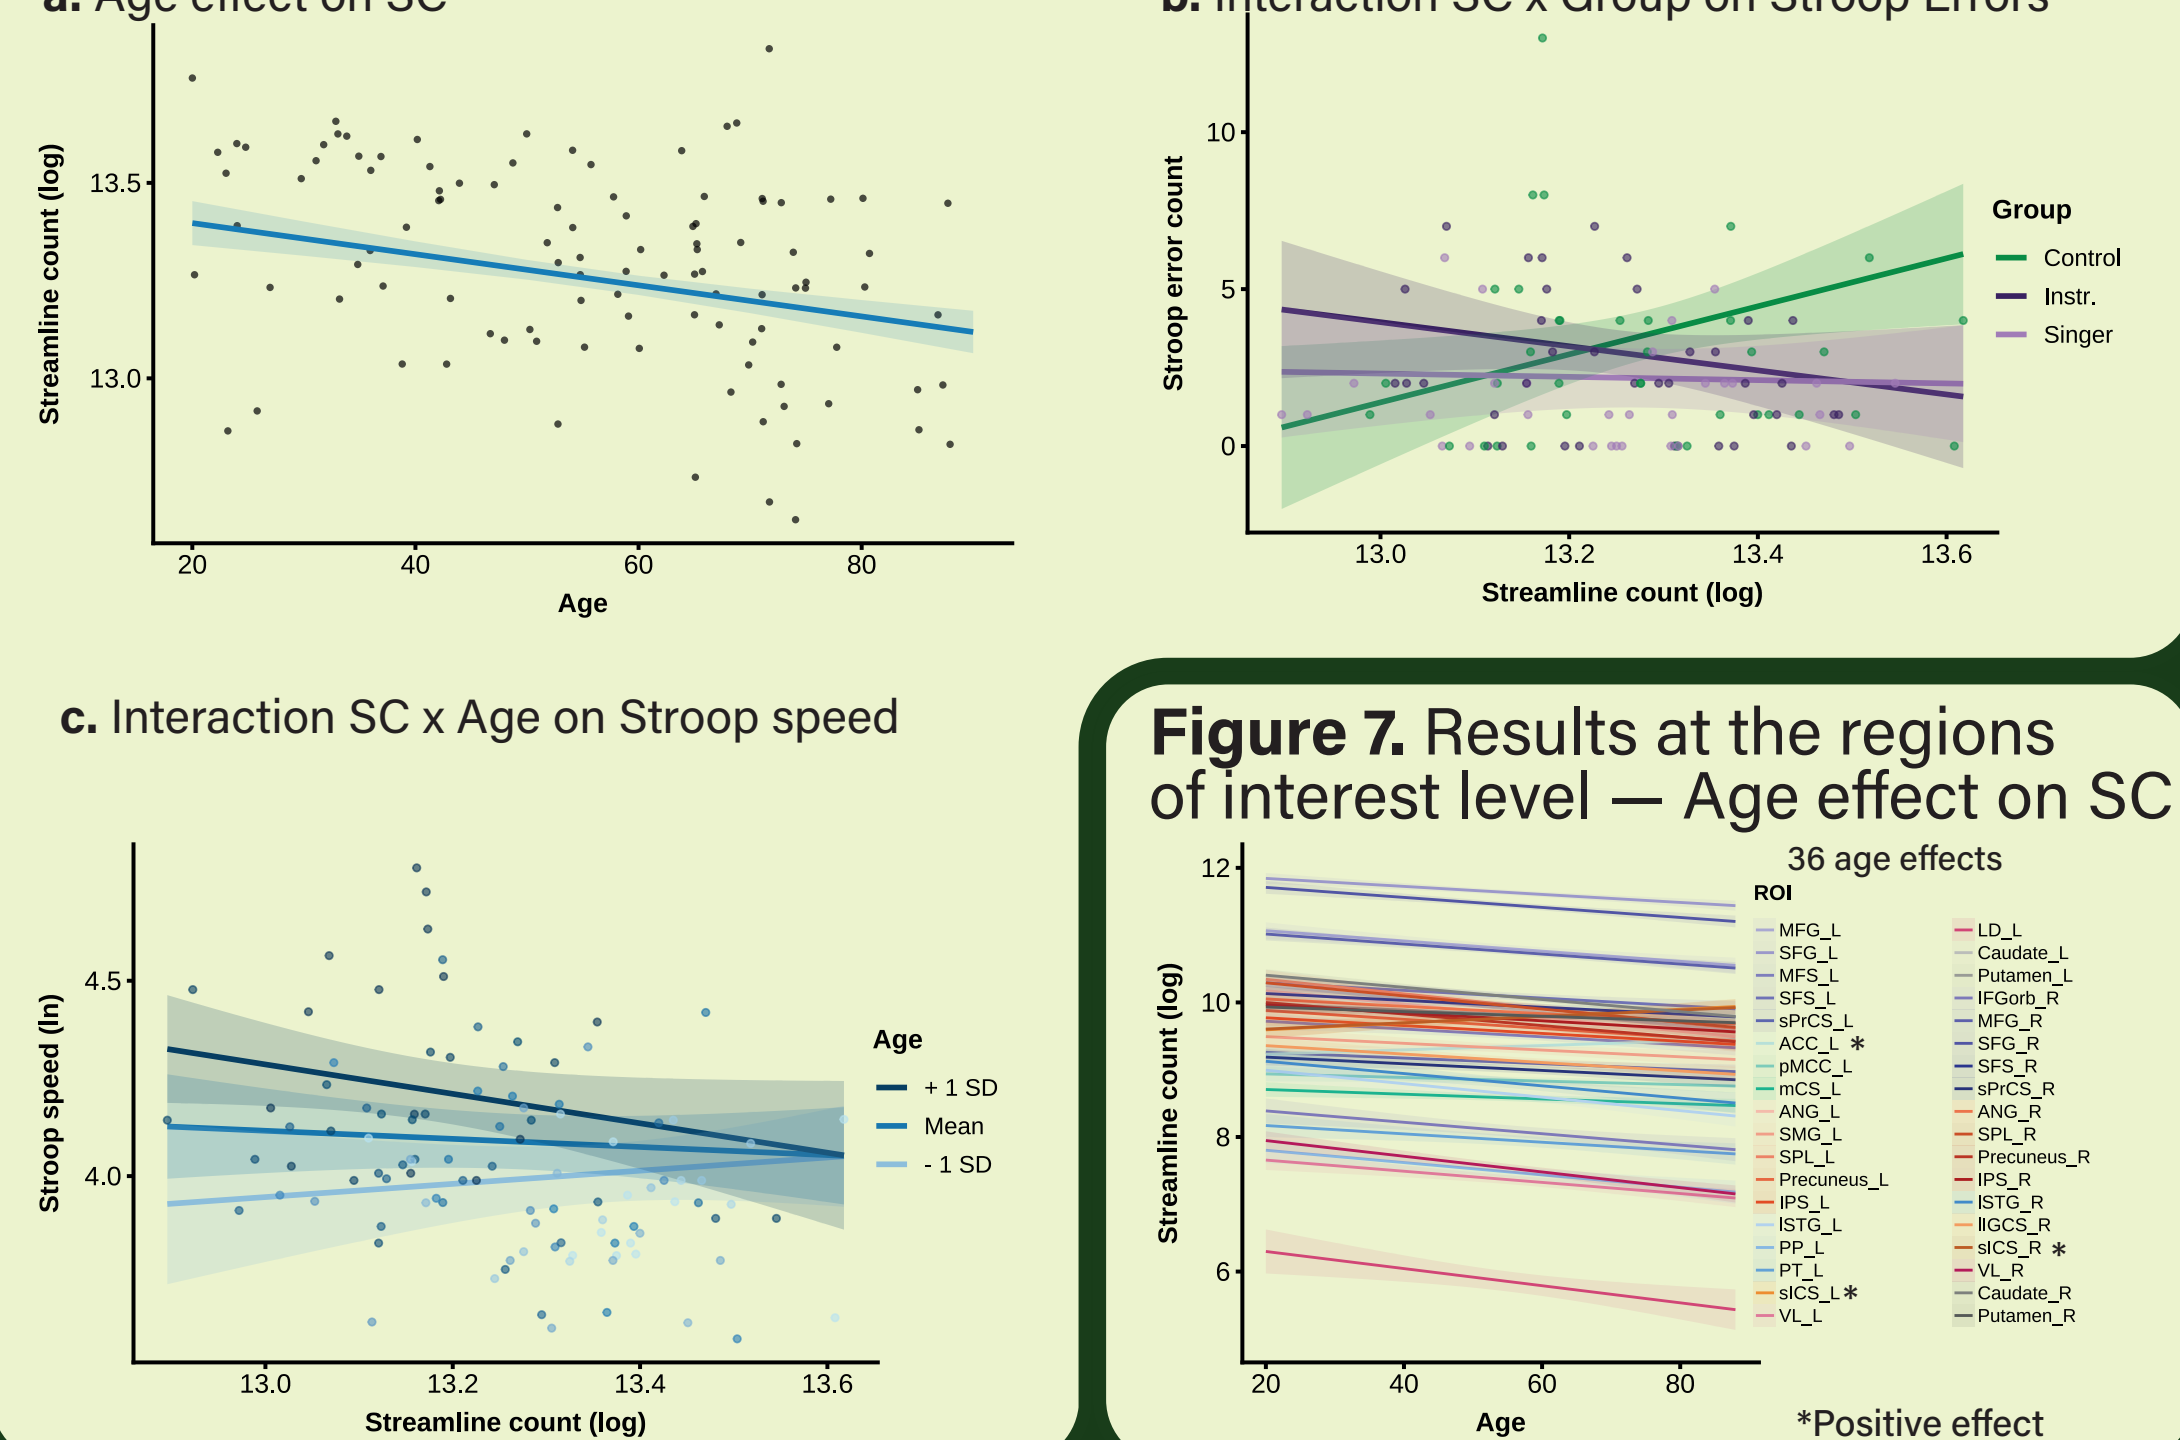 a. Age effect on SC
13.5
13.0
Streamline count (log)
20 40 60 80
Age
b. Interaction SC x Group on Stroop Errors
10
5
0
Stroop error count
13.0 13.2 13.4 13.6
Streamline count (log)
Group
Control
Instr.
Singer
c. Interaction SC x Age on Stroop speed
4.5
4.0
Stroop speed (ln)
13.0 13.2 13.4 13.6
Streamline count (log)
Age
+ 1 SD
Mean
- 1 SD
Figure 7. Results at the regions
of interest level — Age effect on SC
12
10
8
6
Streamline count (log)
20 40 60 80
Age
36 age effects
ROI
MFG_L
SFG_L
MFS_L
SFS_L
sPrCS_L
ACC_L *
pMCC_L
mCS_L
ANG_L
SMG_L
SPL_L
Precuneus_L
IPS_L
lSTG_L
PP_L
PT_L
sICS_L*
VL_L
LD_L
Caudate_L
Putamen_L
IFGorb_R
MFG_R
SFG_R
SFS_R
sPrCS_R
ANG_R
SPL_R
Precuneus_R
IPS_R
lSTG_R
lIGCS_R
sICS_R *
VL_R
Caudate_R
Putamen_R
*Positive effect